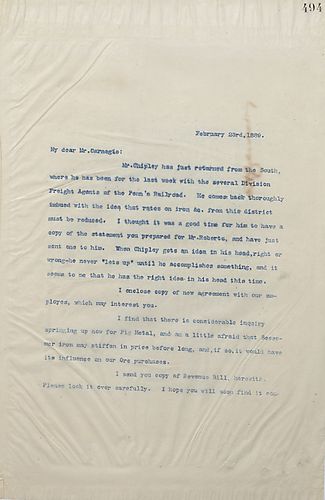 494
February 23rd, 1889.
My dear Mr. Carnegie:
Mr. Chipley has just returned from the South,
where he has been for the last week with the several Division
Freight Agents of the Penn'a Railroad. He comes back thoroughly
imbued with the idea that rates on iron &c. from this district
must be reduced. I thought it was a good time for him to have a
copy of the statement you prepared for Mr. Roberts, and have just
sent one to him. When Chipley gets an idea in his head, right or
wrong-he never "lets up" until he accomplishes something, and it
seems to me that he has the right idea in his head this time.
I enclose copy of new agreement with our em-
ployes, which may interest you.
I find that there is considerable inquiry
springing up now for Pig Metal, and am a little afraid that Besse-
mer iron may stiffen in price before long, and, if so, it would have
its influence on our Ore purchases.
I send you copy of Revenue Bill, herewith.
Please look it over carefully. I hope you will soon find it con-